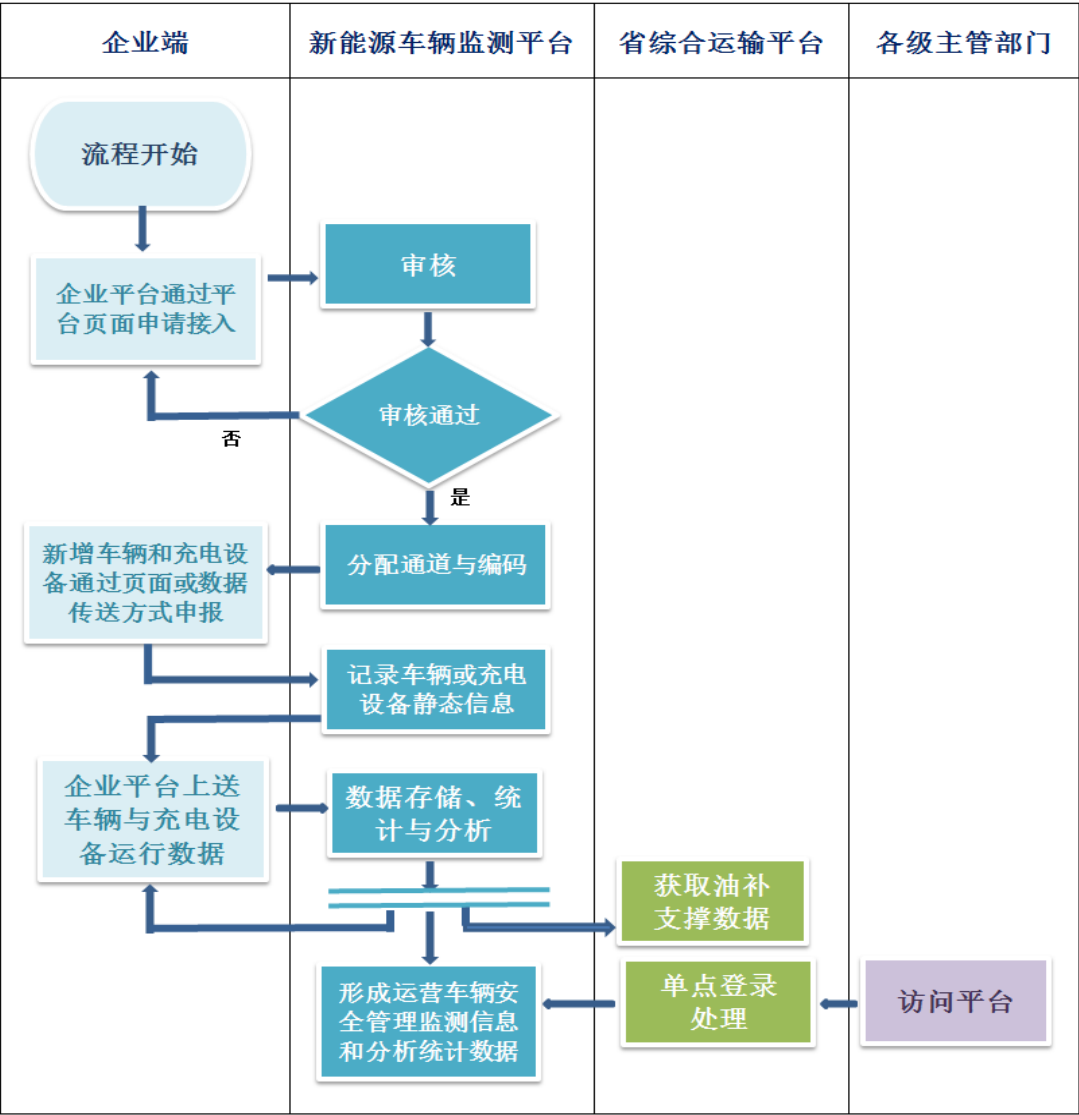 企业端
新能源车辆监测平台
省综合运输平台
各级主管部门
流程开始
审核
企业平台通过平
台页面申请接入
审核通过
否
是
新增车辆和充电设
备通过页面或数据
传送方式申报
分配通道与编码
记录车辆或充电
设备静态信息
企业平台上送
车辆与充电设
备运行数据
数据存储、统
计与分析
获取油补
支撑数据
形成运营车辆安
全管理监测信息
和分析统计数据
单点登录
处理
访问平台